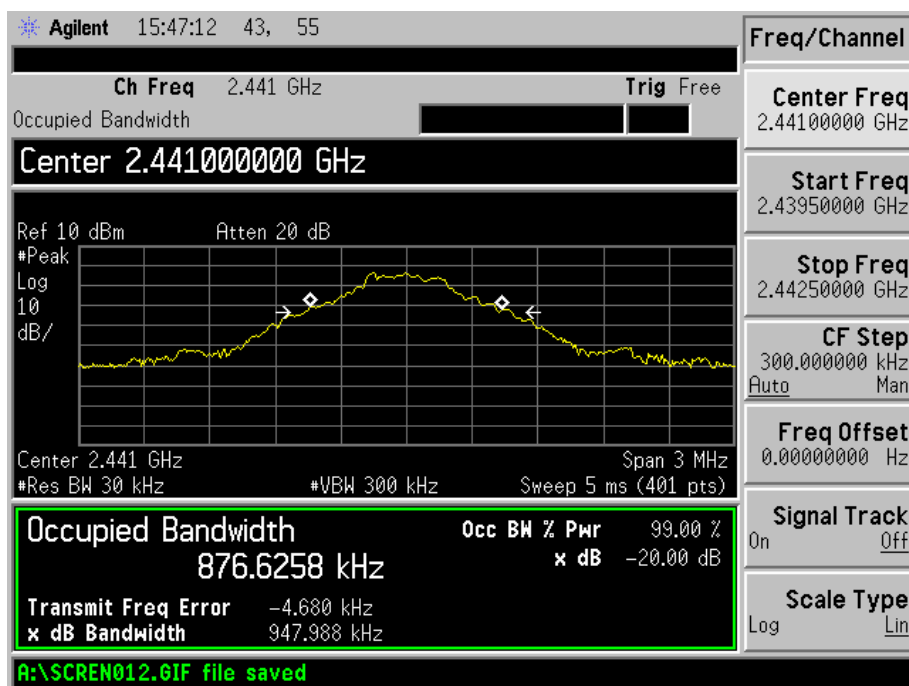 Agilent 15:47:12 43, 55
Ch Freq 2.441 GHz Trig Free
Occupied Bandwidth
Center 2.441000000 GHz
Ref 10 dBm Atten 20 dB
#Peak
Log
10
dB/
Center 2.441 GHz Span 3 MHz
#Res BW 30 kHz #VBW 300 kHz Sweep 5 ms (401 pts)
Occupied Bandwidth Occ BW % Pwr 99.00 %
876.6258 kHz x dB -20.00 dB
Transmit Freq Error -4.680 kHz
x dB Bandwidth 947.988 kHz
A:\SCREN012.GIF file saved
Freq/Channel
Center Freq
2.44100000 GHz
Start Freq
2.43950000 GHz
Stop Freq
2.44250000 GHz
CF Step
300.000000 kHz
Auto Man
Freq Offset
0.00000000 Hz
Signal Track
On Off
Scale Type
Log Lin